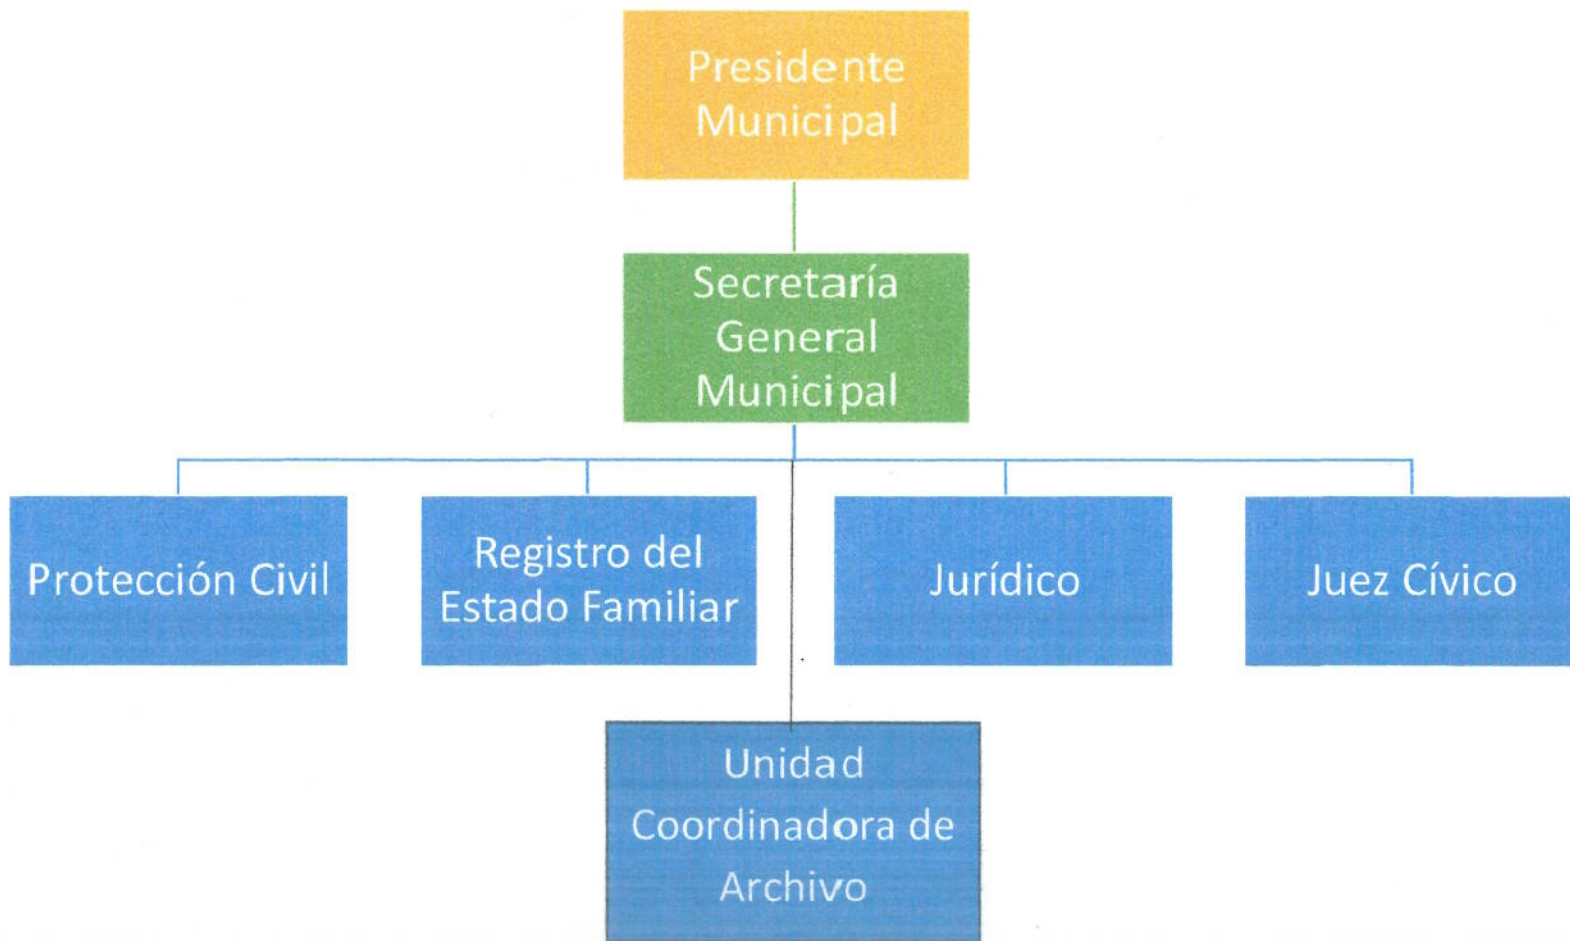 Presidente
Municipal
Secretaría
General
Municipal
Protección Civil
Registro del
Estado Familiar
Jurídico
Juez Cívico
Unidad
Coordinadora de
Archivo